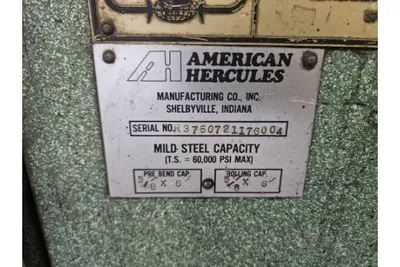 AH AMERICAN
HERCULES
MANUFACTURING CO., INC.
SHELBYVILLE, INDIANA
SERIAL NO.
MILD STEEL CAPACITY
(T.S. = 60,000 PSI MAX)
PRE BEND CAP. ROLLING CAP.